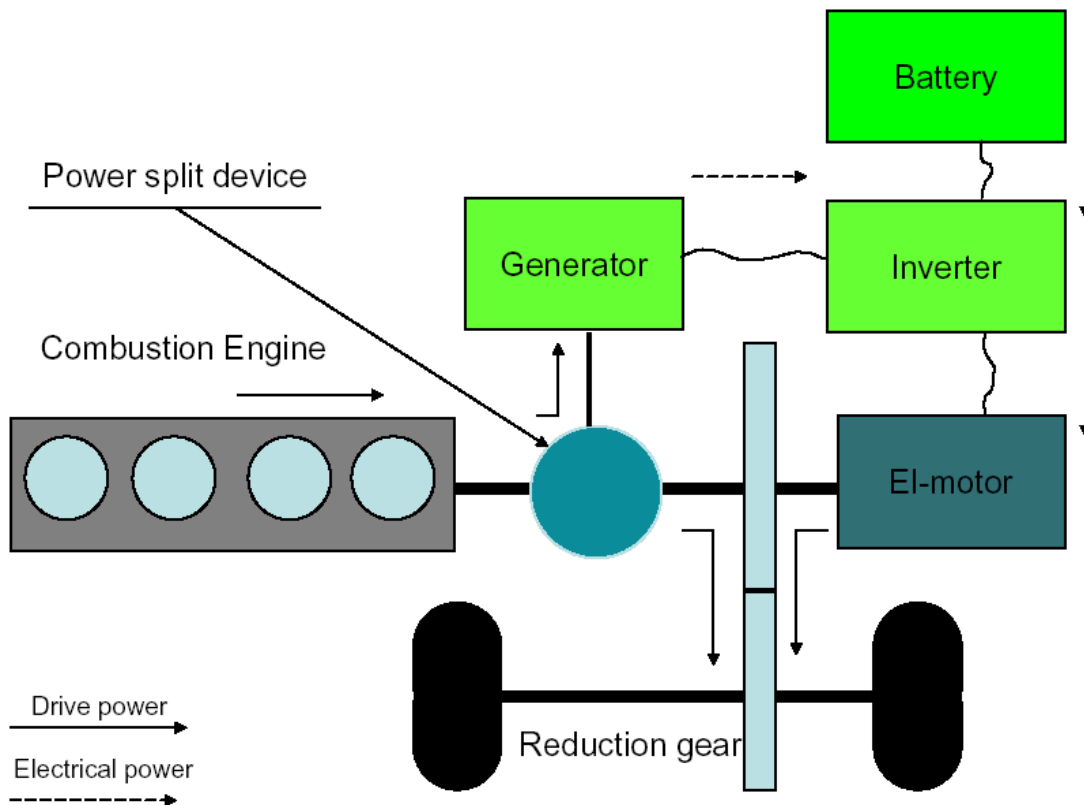 Battery
Power split device
Generator
Inverter
Combustion Engine
El-motor
Drive power
Reduction gear
Electrical power